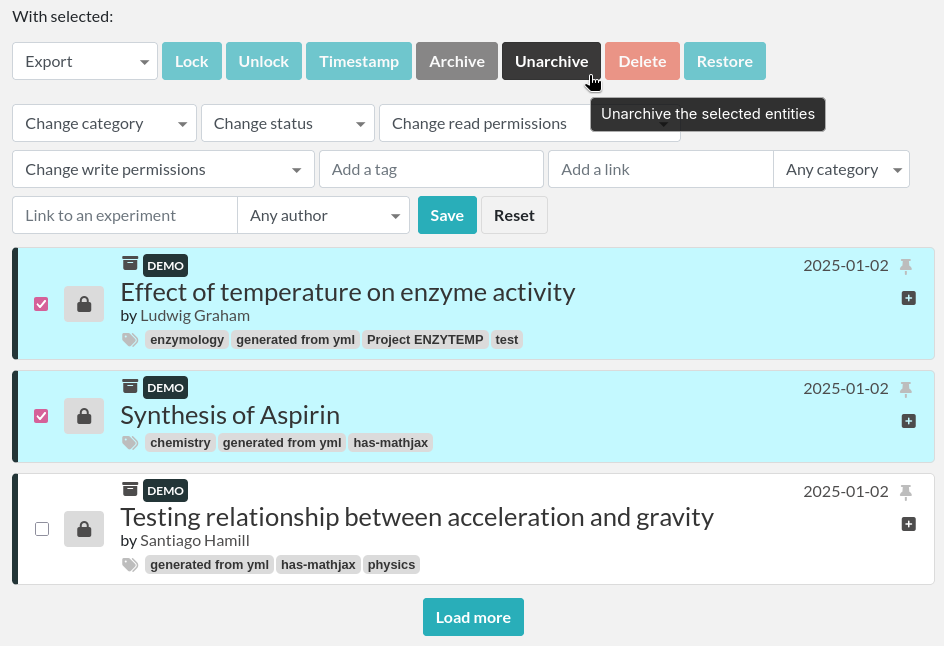 With selected:
Export Lock Unlock Timestamp Archive Unarchive Delete Restore
Unarchive the selected entities
Change category Change status Change read permissions
Change write permissions Add a tag Add a link Any category
Link to an experiment Any author Save Reset
DEMO 2025-01-02
Effect of temperature on enzyme activity
by Ludwig Graham
enzymology generated from yml Project ENZYTEMP test
DEMO 2025-01-02
Synthesis of Aspirin
chemistry generated from yml has-mathjax
DEMO 2025-01-02
Testing relationship between acceleration and gravity
by Santiago Hamill
generated from yml has-mathjax physics
Load more